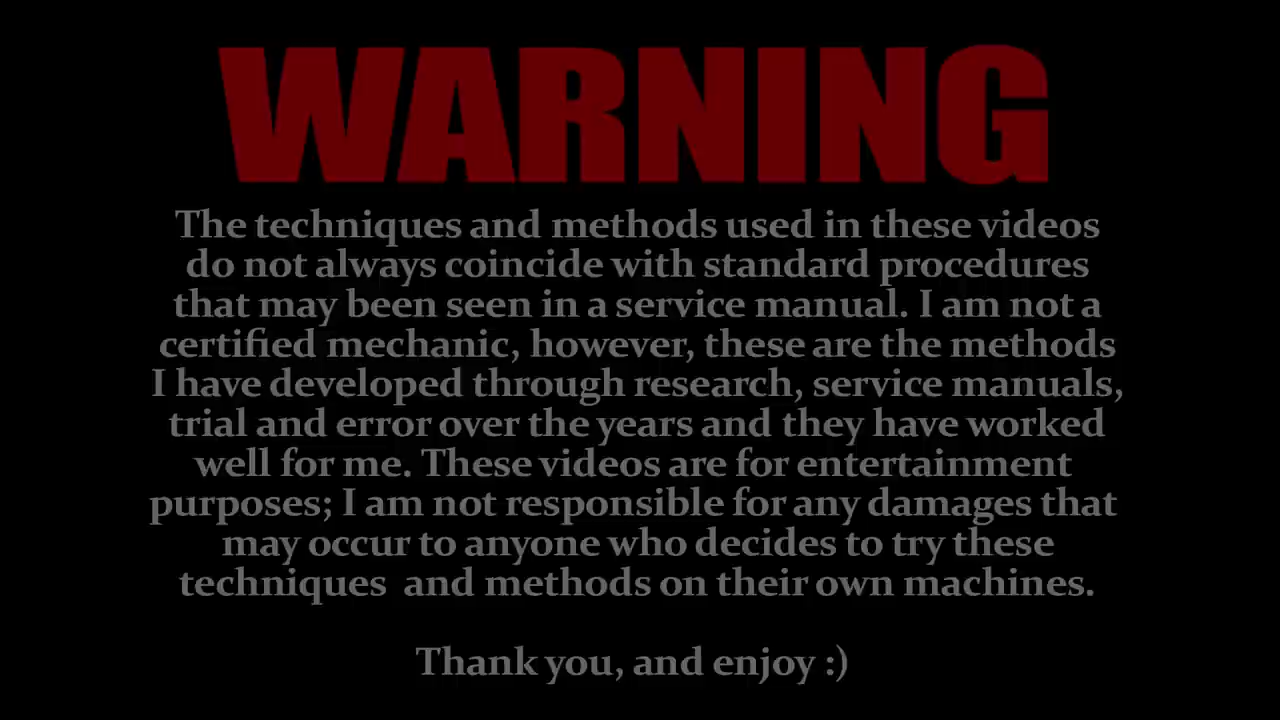 WARNING
The techniques and methods used in these videos
do not always coincide with standard procedures
that may been seen in a service manual. I am not a
certified mechanic, however, these are the methods
I have developed through research, service manuals,
trial and error over the years and they have worked
well for me. These videos are for entertainment
purposes; I am not responsible for any damages that
may occur to anyone who decides to try these
techniques  and methods on their own machines.
Thank you, and enjoy :)